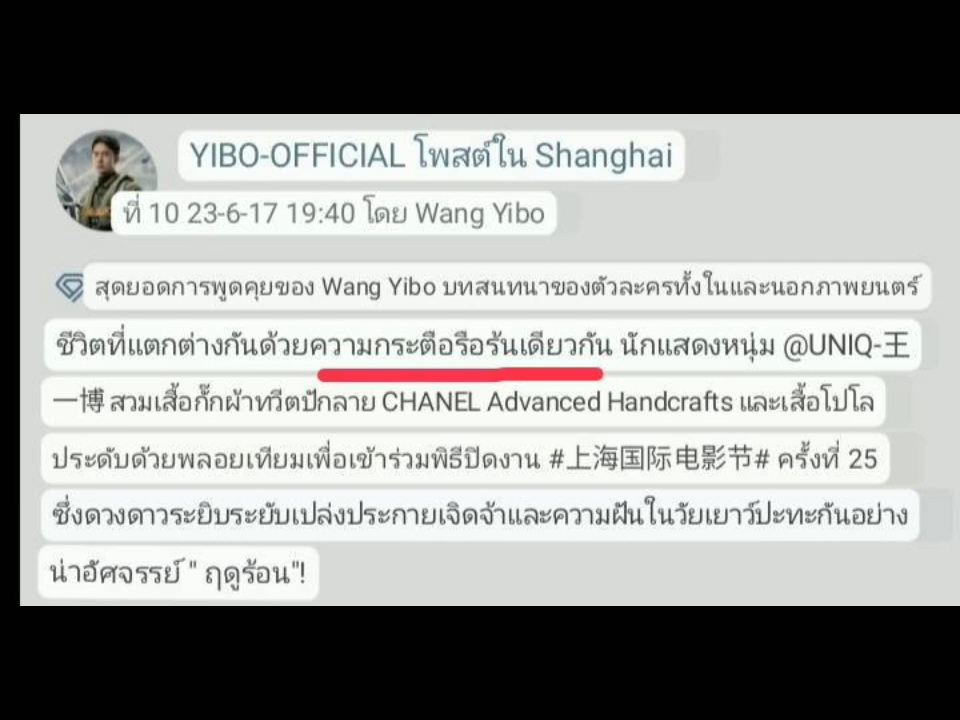 YIBO-OFFICIAL โพสต์ใน Shanghai
ที่ 10 23-6-17 19:40 โดย Wang Yibo
สุดยอดการพูดคุยของ Wang Yibo บทสนทนาของตัวละครทั้งในและนอกภาพยนตร์
ชีวิตที่แตกต่างกันด้วยความกระตือรือร้นเดียวกัน นักแสดงหนุ่ม @UNIQ-王
一博 สวมเสื้อกั๊กผ้าทวีตปักลาย CHANEL Advanced Handcrafts และเสื้อโปโล
ประดับด้วยพลอยเทียมเพื่อเข้าร่วมพิธีปิดงาน #上海国际电影节# ครั้งที่ 25
ซึ่งดวงดาวระยิบระยับเปล่งประกายเจิดจ้าและความฝันในวัยเยาว์ปะทะกันอย่าง
น่าอัศจรรย์ " ฤดูร้อน"!